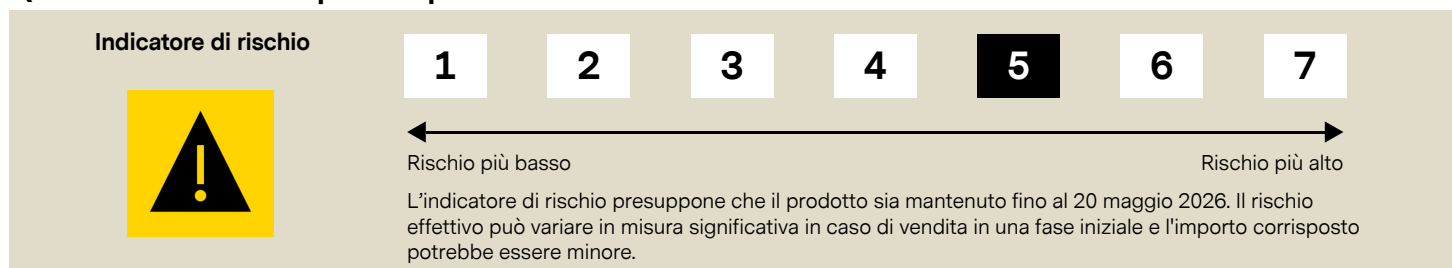 Indicatore di rischio
1 2 3 4 5 6 7
Rischio più basso Rischio più alto
L'indicatore di rischio presuppone che il prodotto sia mantenuto fino al 20 maggio 2026. Il rischio
effettivo può variare in misura significativa in caso di vendita in una fase iniziale e l'importo corrisposto
potrebbe essere minore.